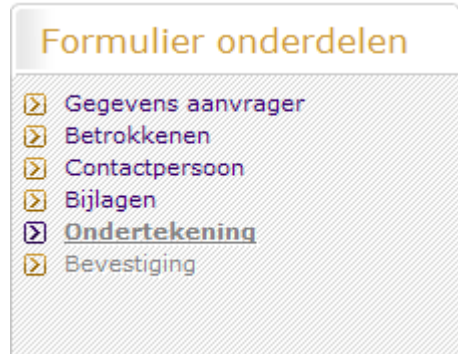 Formulier onderdelen
Gegevens aanvrager
Betrokkenen
Contactpersoon
Bijlagen
Ondertekening
Bevestiging